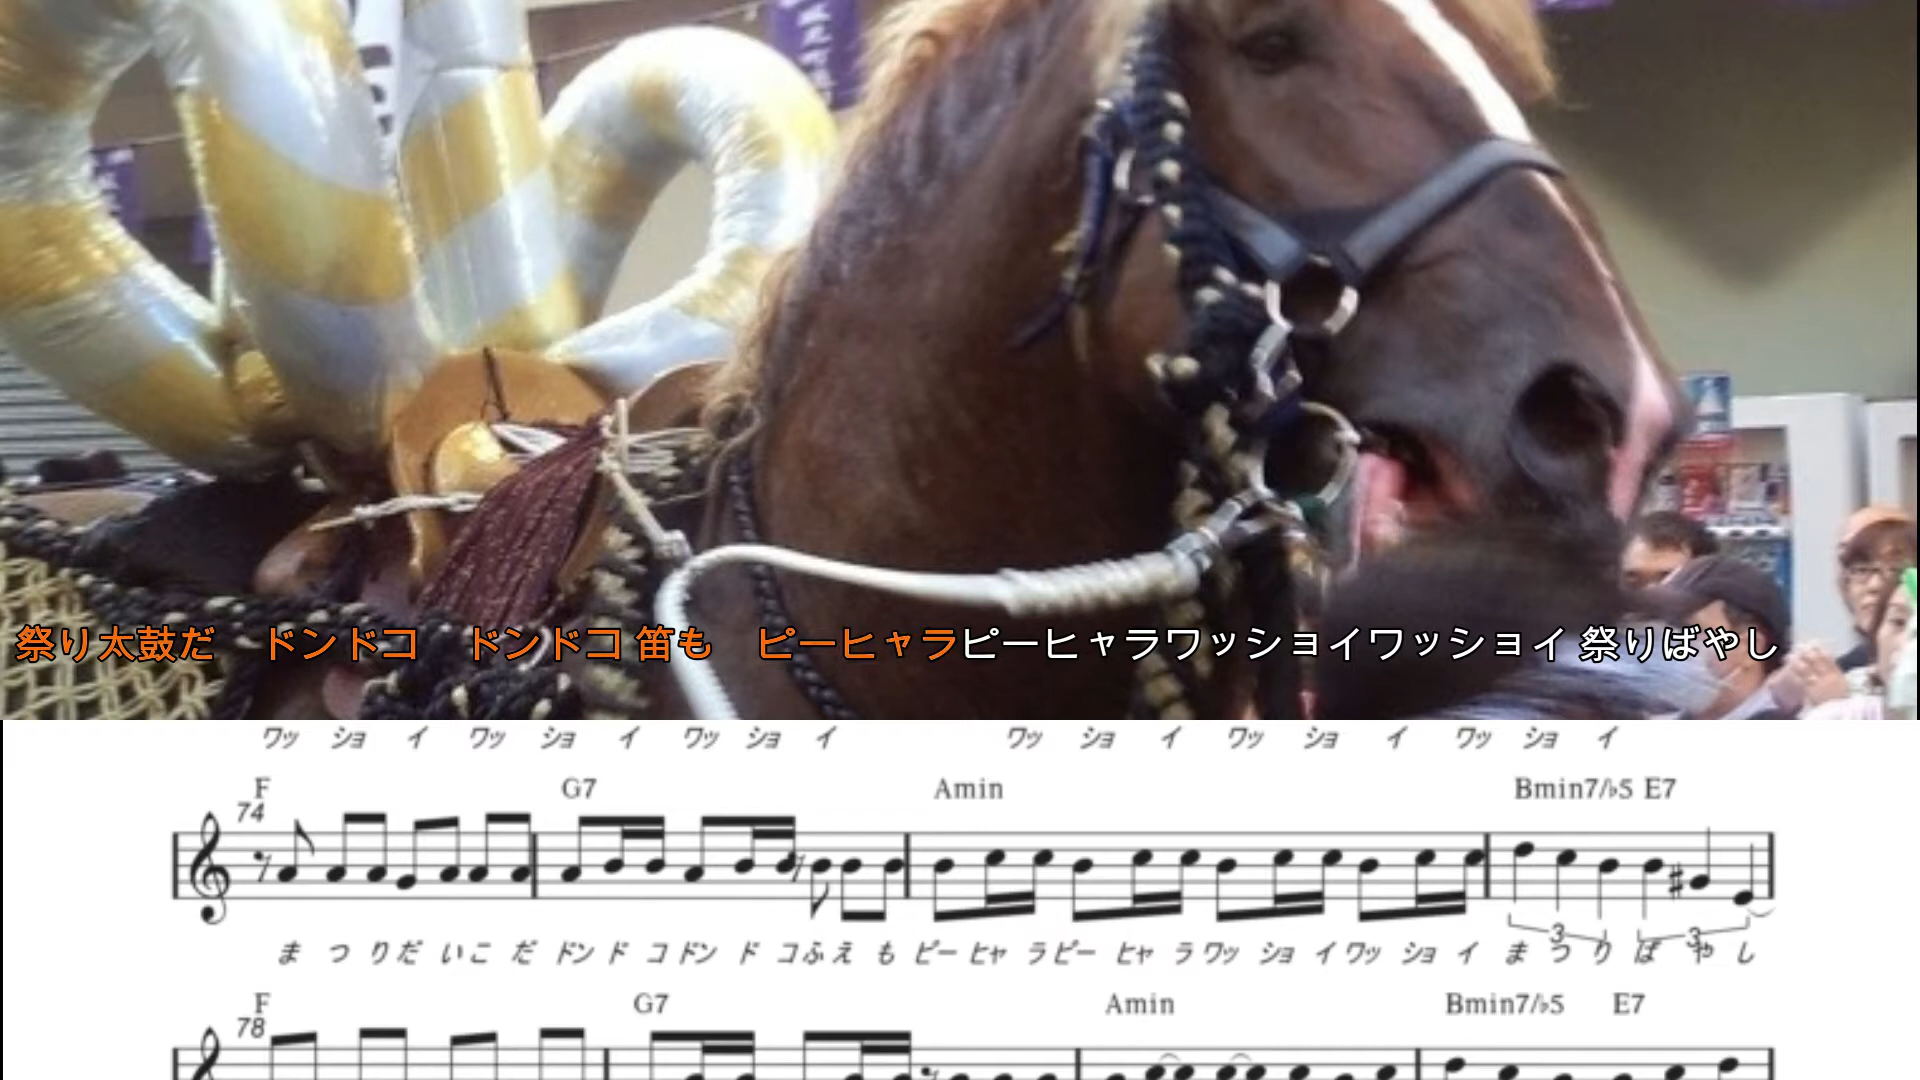 祭り太鼓だ　ドンドコ　ドンドコ 笛も　ピーヒャラピーヒャラワッショイワッショイ 祭りばやし
ワッ ショ イ ワッ ショ イ ワッ ショ イ ワッ ショ イ ワッ ショ イ ワッ ショ イ
F G7 Amin Bmin7/♭5 E7
74
ま つ りだ いこ だ ドン ド コ ドン ド コ ふえ も ピー ヒャ ラ ピー ヒャ ラ ワッ ショ イ ワッ ショ イ ま つ り ば や し
3 3
F G7 Amin Bmin7/♭5 E7
78